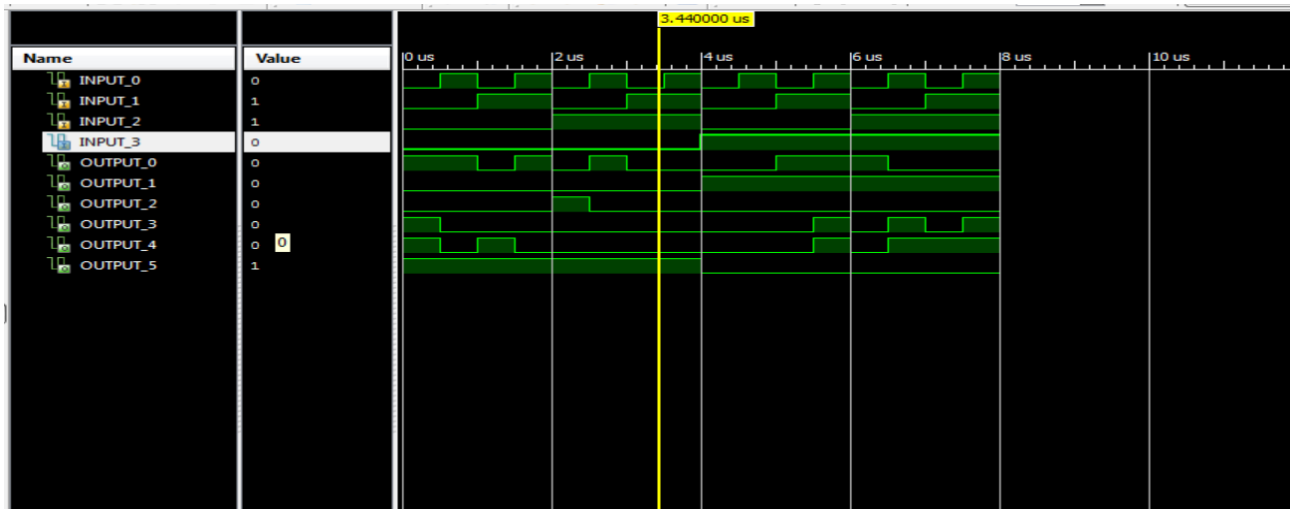 3.440000 us
Name Value 0 us 2 us 4 us 6 us 8 us 10 us
INPUT_0 0
INPUT_1 1
INPUT_2 1
INPUT_3 0
OUTPUT_0 0
OUTPUT_1 0
OUTPUT_2 0
OUTPUT_3 0
OUTPUT_4 0 0
OUTPUT_5 1